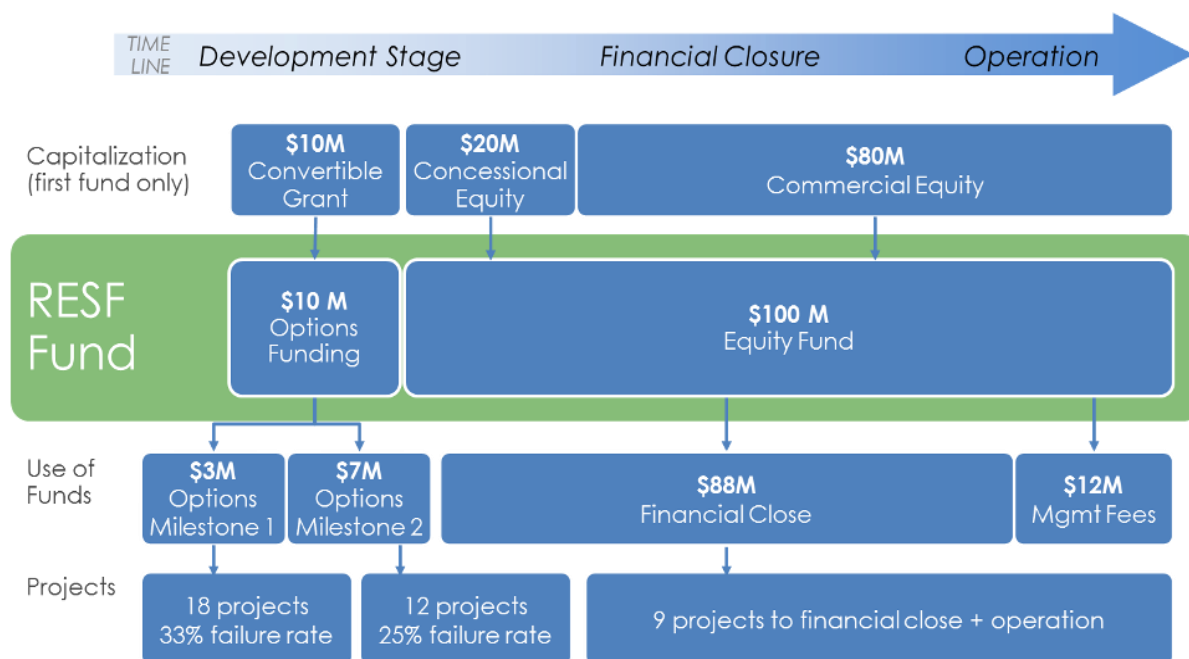 TIME
LINE
Development Stage
Financial Closure
Operation
Capitalization
(first fund only)
$10M
Convertible
Grant
$20M
Concessional
Equity
$80M
Commercial Equity
RESF
Fund
$10 M
Options
Funding
$100 M
Equity Fund
Use of
Funds
$3M
Options
Milestone 1
$7M
Options
Milestone 2
$88M
Financial Close
$12M
Mgmt Fees
Projects
18 projects
33% failure rate
12 projects
25% failure rate
9 projects to financial close + operation